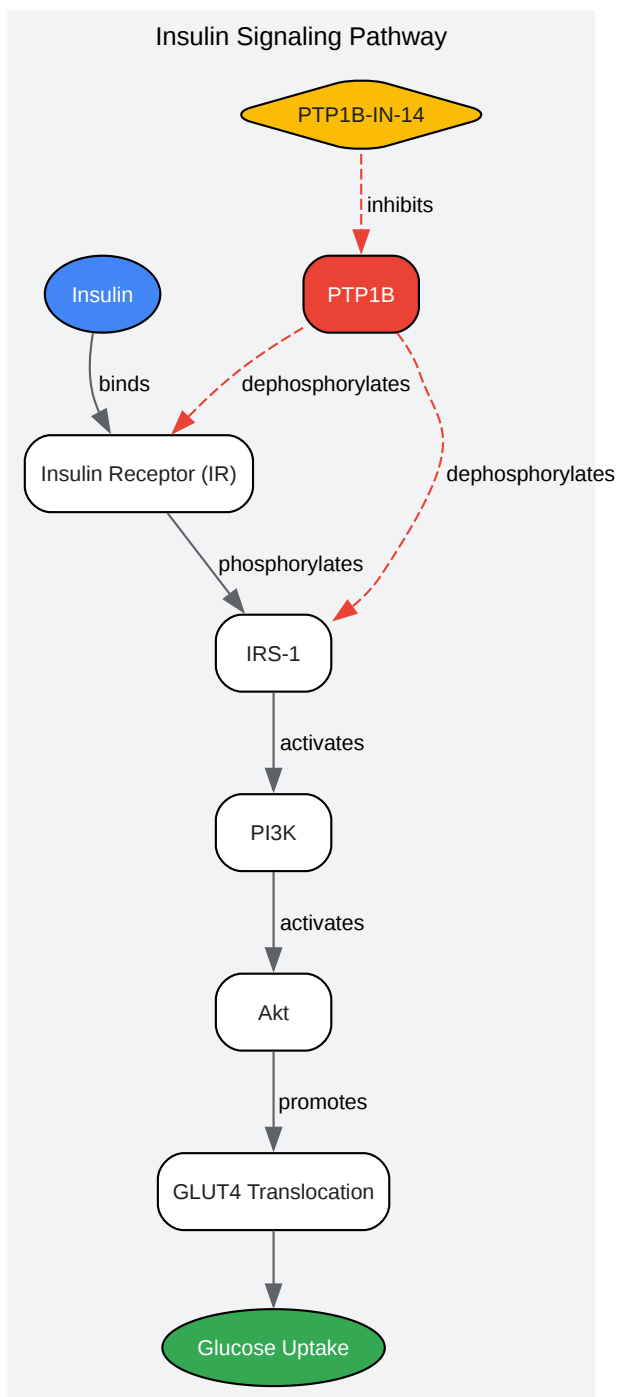 Insulin Signaling Pathway
PTP1B-IN-14
inhibits
Insulin
PTP1B
binds
dephosphorylates
Insulin Receptor (IR)
dephosphorylates
phosphorylates
IRS-1
activates
PI3K
activates
Akt
promotes
GLUT4 Translocation
Glucose Uptake